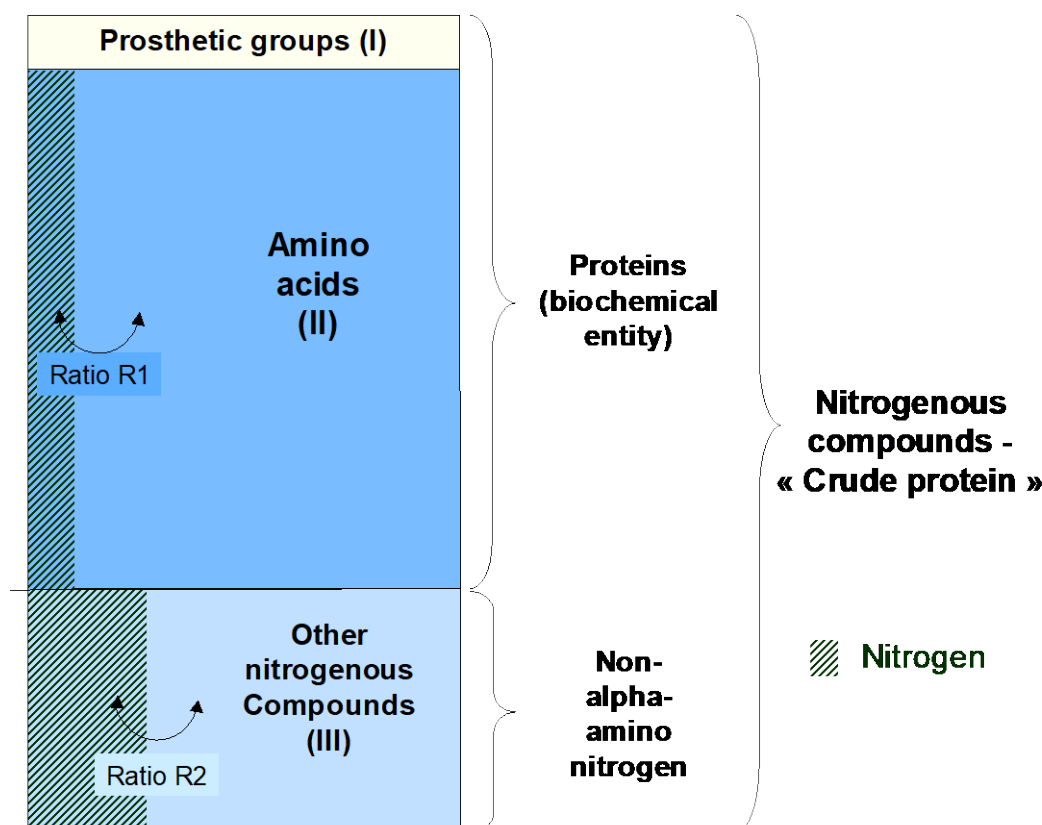 Prosthetic groups (I)
Amino
acids
(II)
Ratio R1
Proteins
(biochemical
entity)
Nitrogenous
compounds -
« Crude protein »
Other
nitrogenous
Compounds
(III)
Ratio R2
Non-
alpha-
amino
nitrogen
Nitrogen